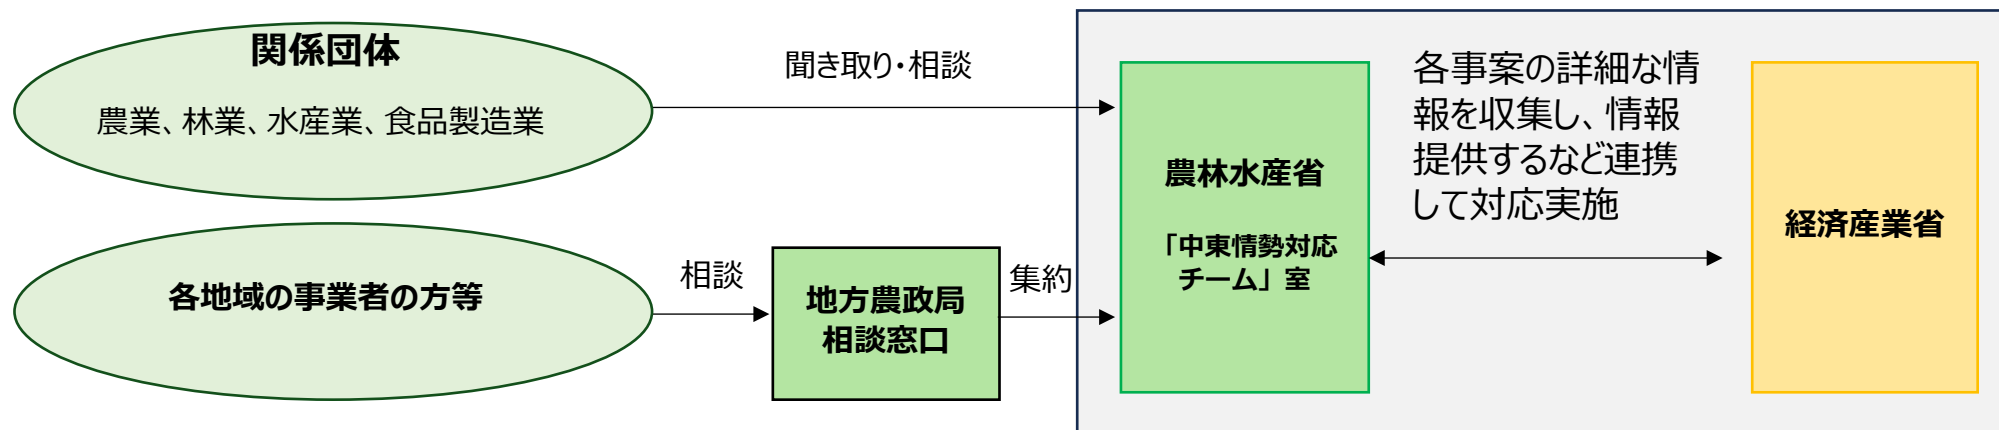 関係団体
農業、林業、水産業、食品製造業
聞き取り・相談
各地域の事業者の方等
相談
地方農政局
相談窓口
集約
農林水産省
「中東情勢対応
チーム」室
各事案の詳細な情
報を収集し、情報
提供するなど連携
して対応実施
経済産業省